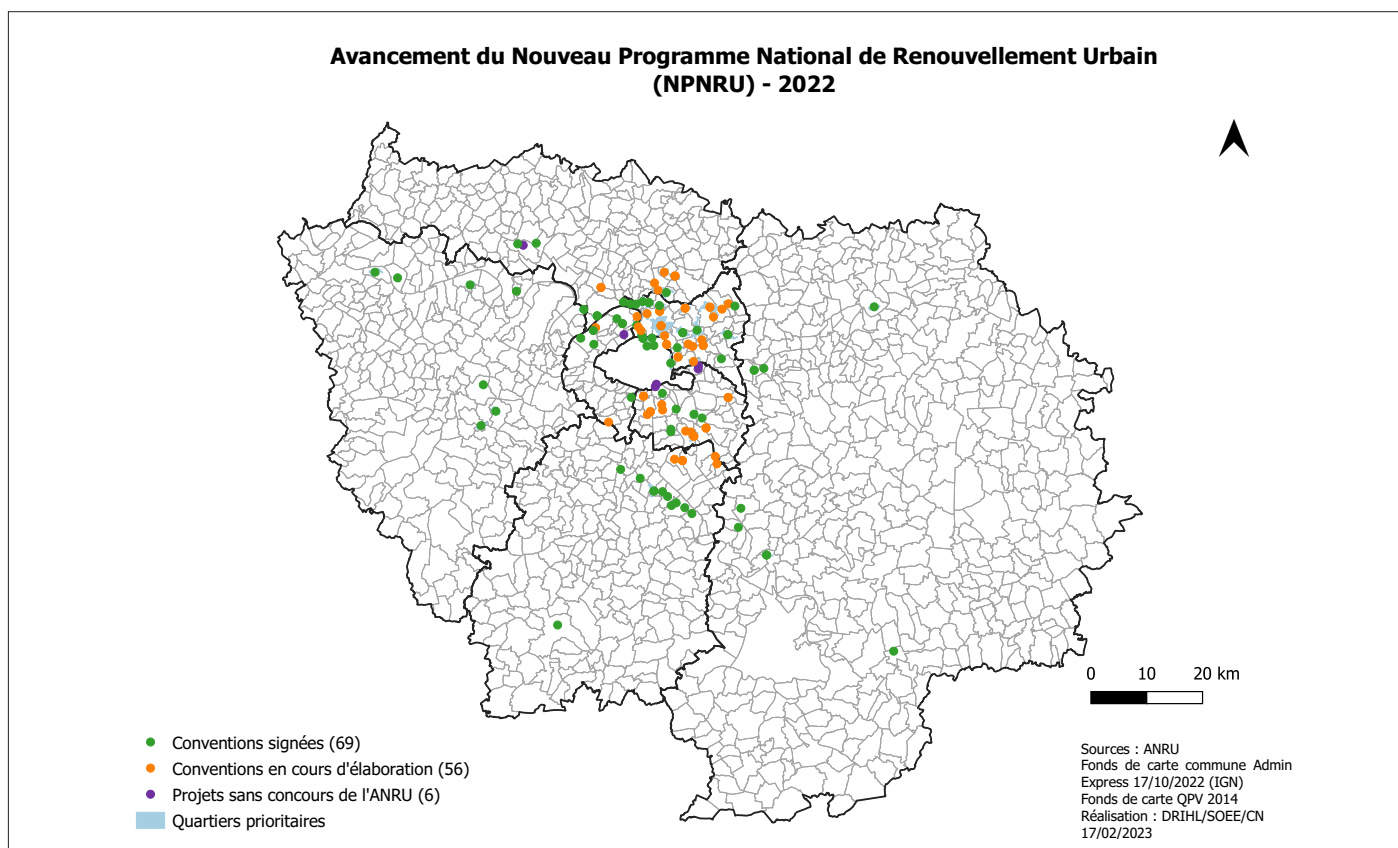 Avancement du Nouveau Programme National de Renouvellement Urbain
(NPNRU) - 2022
0 10 20 km
Conventions signées (69)
Conventions en cours d'élaboration (56)
Projets sans concours de l'ANRU (6)
Quartiers prioritaires
Sources : ANRU
Fonds de carte commune Admin
Express 17/10/2022 (IGN)
Fonds de carte QPV 2014
Réalisation : DRIHL/SOEE/CN
17/02/2023